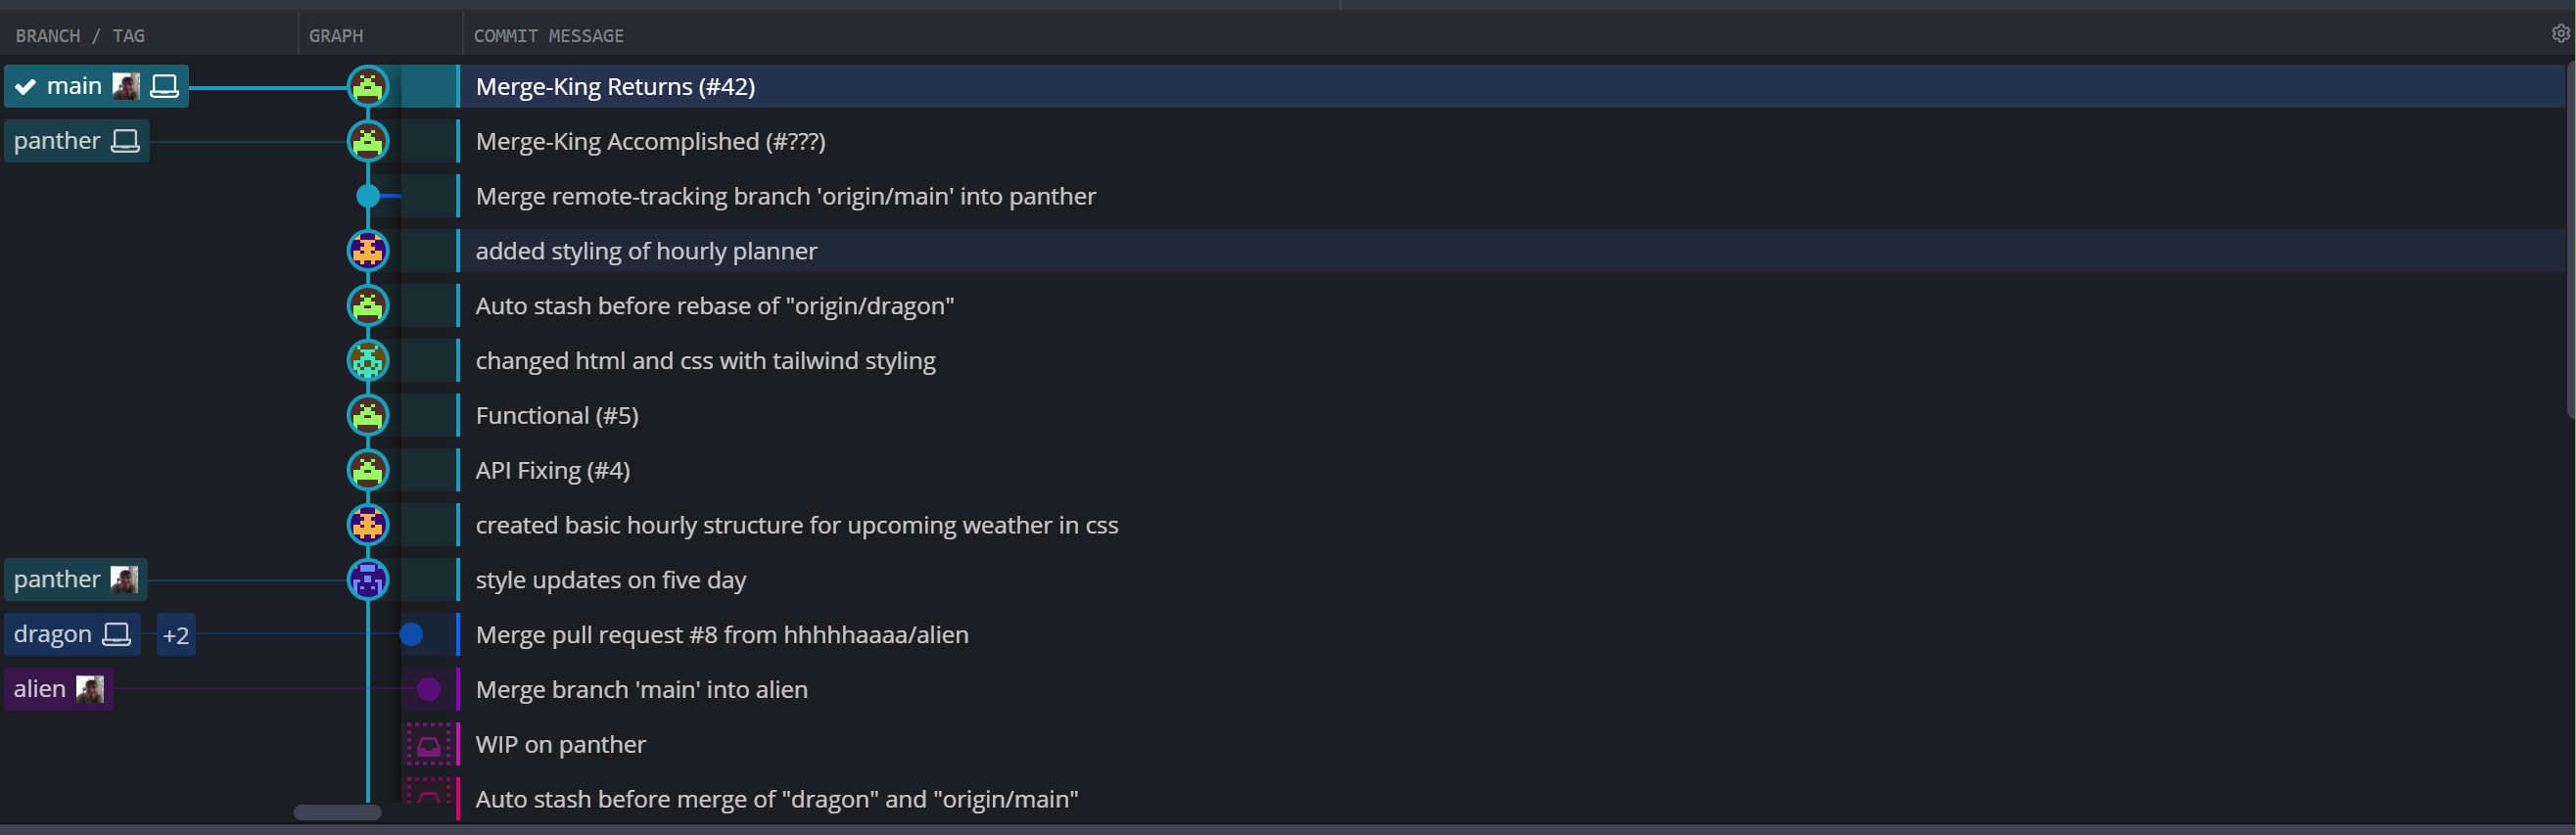 BRANCH / TAG GRAPH COMMIT MESSAGE
main Merge-King Returns (#42)
panther Merge-King Accomplished (#???)
Merge remote-tracking branch 'origin/main' into panther
added styling of hourly planner
Auto stash before rebase of "origin/dragon"
changed html and css with tailwind styling
Functional (#5)
API Fixing (#4)
created basic hourly structure for upcoming weather in css
panther style updates on five day
dragon +2 Merge pull request #8 from hhhhhaaaa/alien
alien Merge branch 'main' into alien
WIP on panther
Auto stash before merge of "dragon" and "origin/main"